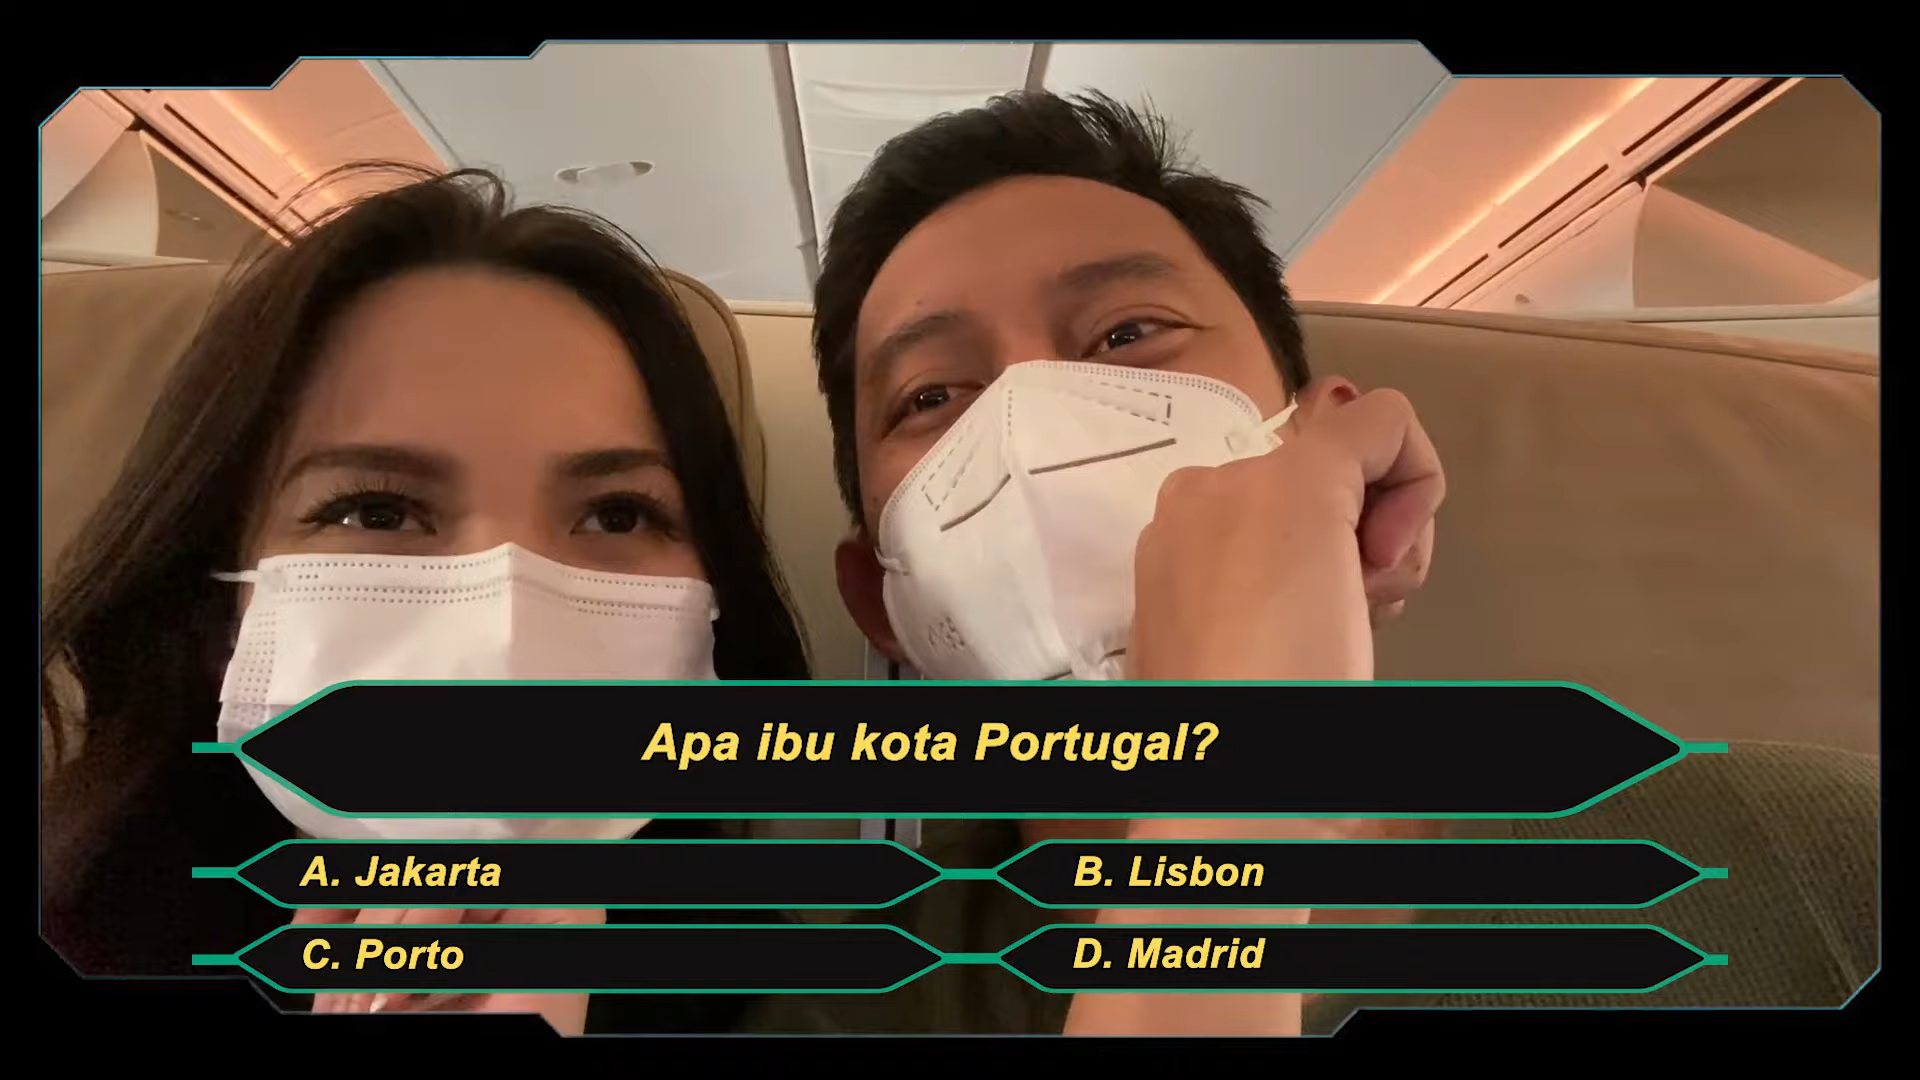 Apa ibu kota Portugal?
A. Jakarta
B. Lisbon
C. Porto
D. Madrid